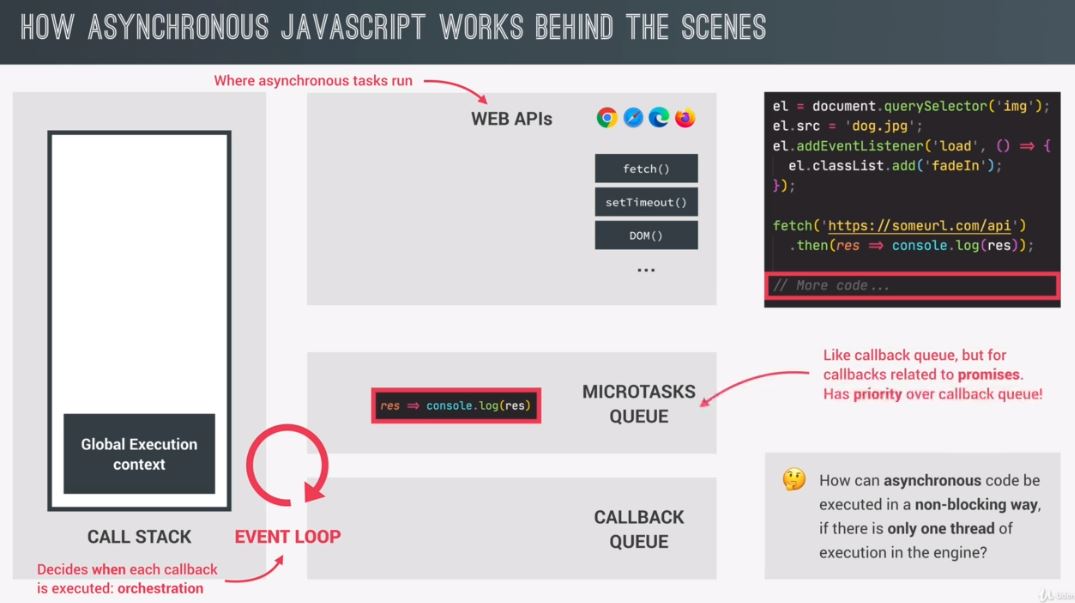 HOW ASYNCHRONOUS JAVASCRIPT WORKS BEHIND THE SCENES
Where asynchronous tasks run
WEB APIs
fetch()
setTimeout()
DOM()
...
el = document.querySelector('img');
el.src = 'dog.jpg';
el.addEventListener('load', () => {
el.classList.add('fadeIn');
});
fetch('https://someurl.com/api')
.then(res => console.log(res));
// More code...
Like callback queue, but for
callbacks related to promises.
Has priority over callback queue!
res => console.log(res)
MICROTASKS
QUEUE
Global Execution
context
CALL STACK
EVENT LOOP
Decides when each callback
is executed: orchestration
CALLBACK
QUEUE
How can asynchronous code be
executed in a non-blocking way,
if there is only one thread of
execution in the engine?